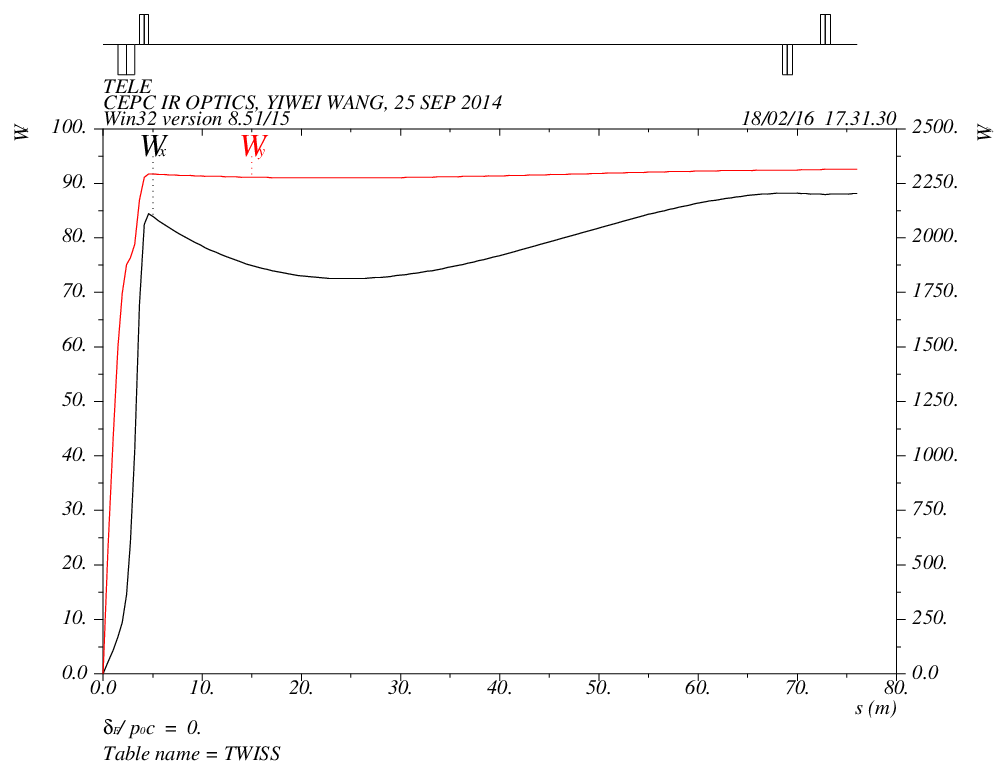 TELE
CEPC IR OPTICS, YIWEI WANG, 25 SEP 2014
Win32 version 8.51/15 18/02/16 17.31.30
W W
Wx Wy
100. 2500.
90. 2250.
80. 2000.
70. 1750.
60. 1500.
50. 1250.
40. 1000.
30. 750.
20. 500.
10. 250.
0.0 0.0
0.0 10. 20. 30. 40. 50. 60. 70. 80.
s (m)
δE/ p0c = 0.
Table name = TWISS